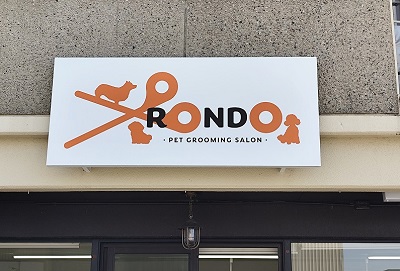 RONDO
· PET GROOMING SALON ·